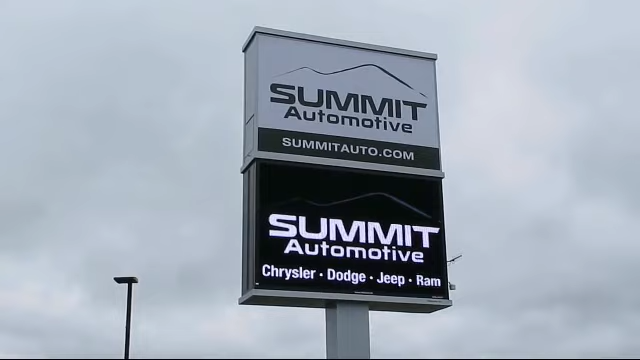 SUMMIT
Automotive
SUMMITAUTO.COM
SUMMIT
Automotive
Chrysler · Dodge · Jeep · Ram